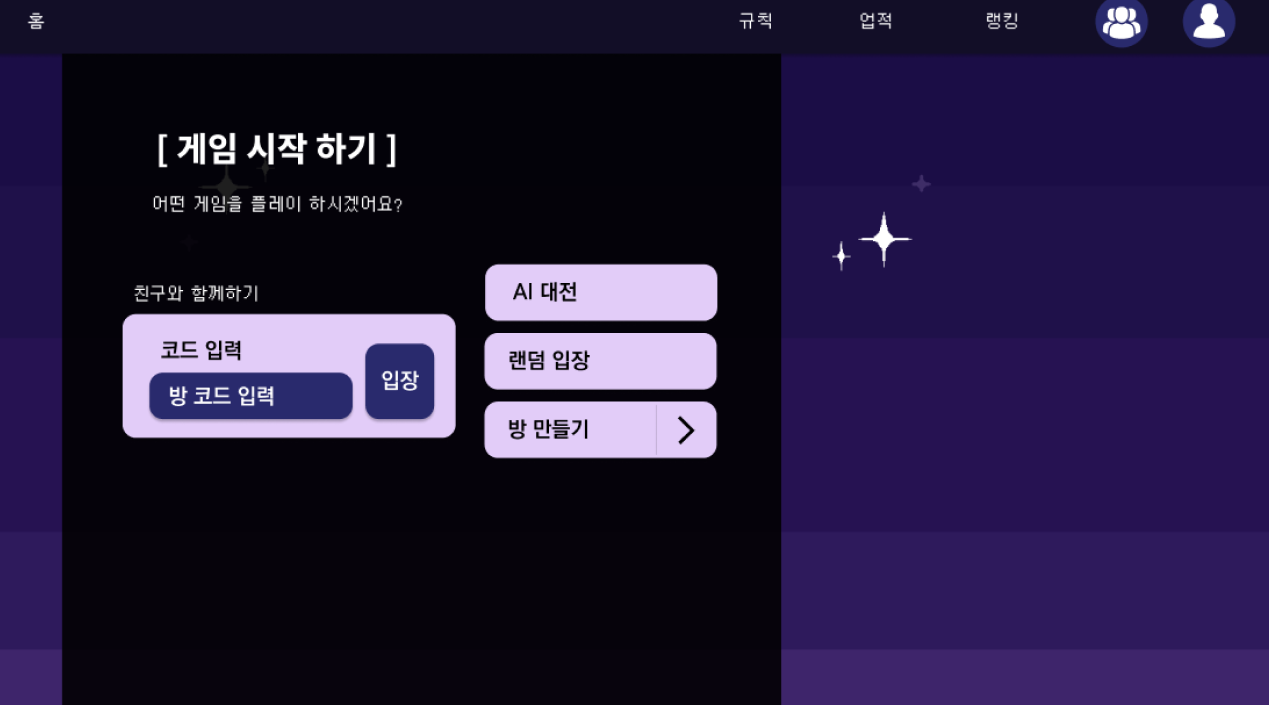 홈
규칙
업적
랭킹
[ 게임 시작 하기 ]
어떤 게임을 플레이 하시겠어요?
친구와 함께하기
코드 입력
방 코드 입력
입장
AI 대전
랜덤 입장
방 만들기